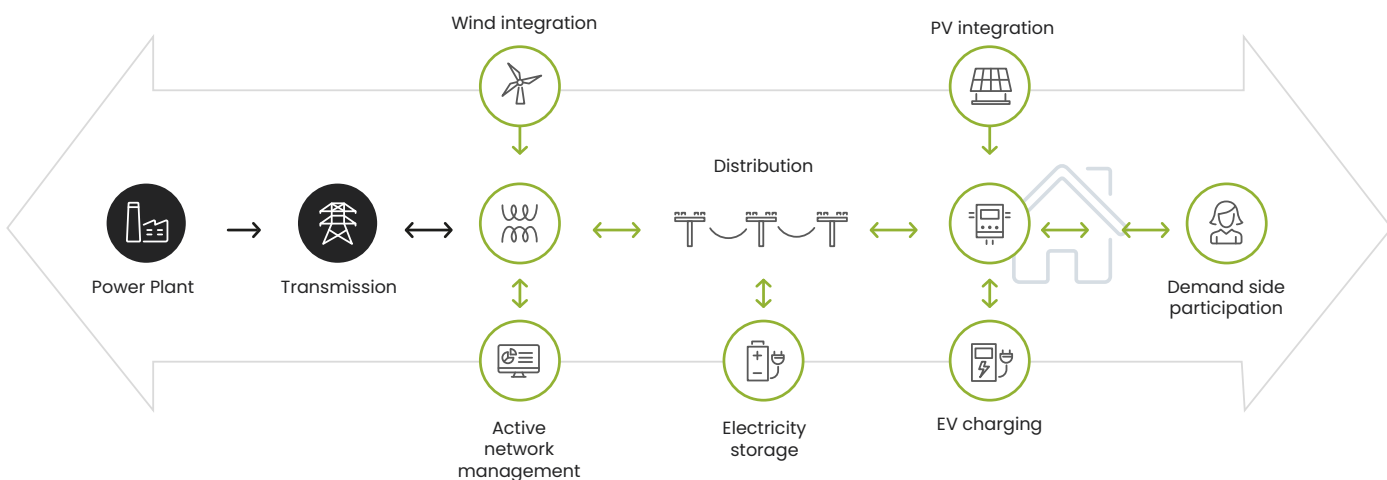 Wind integration
PV integration
Distribution
Power Plant
Transmission
Demand side
participation
Active
network
management
Electricity
storage
EV charging